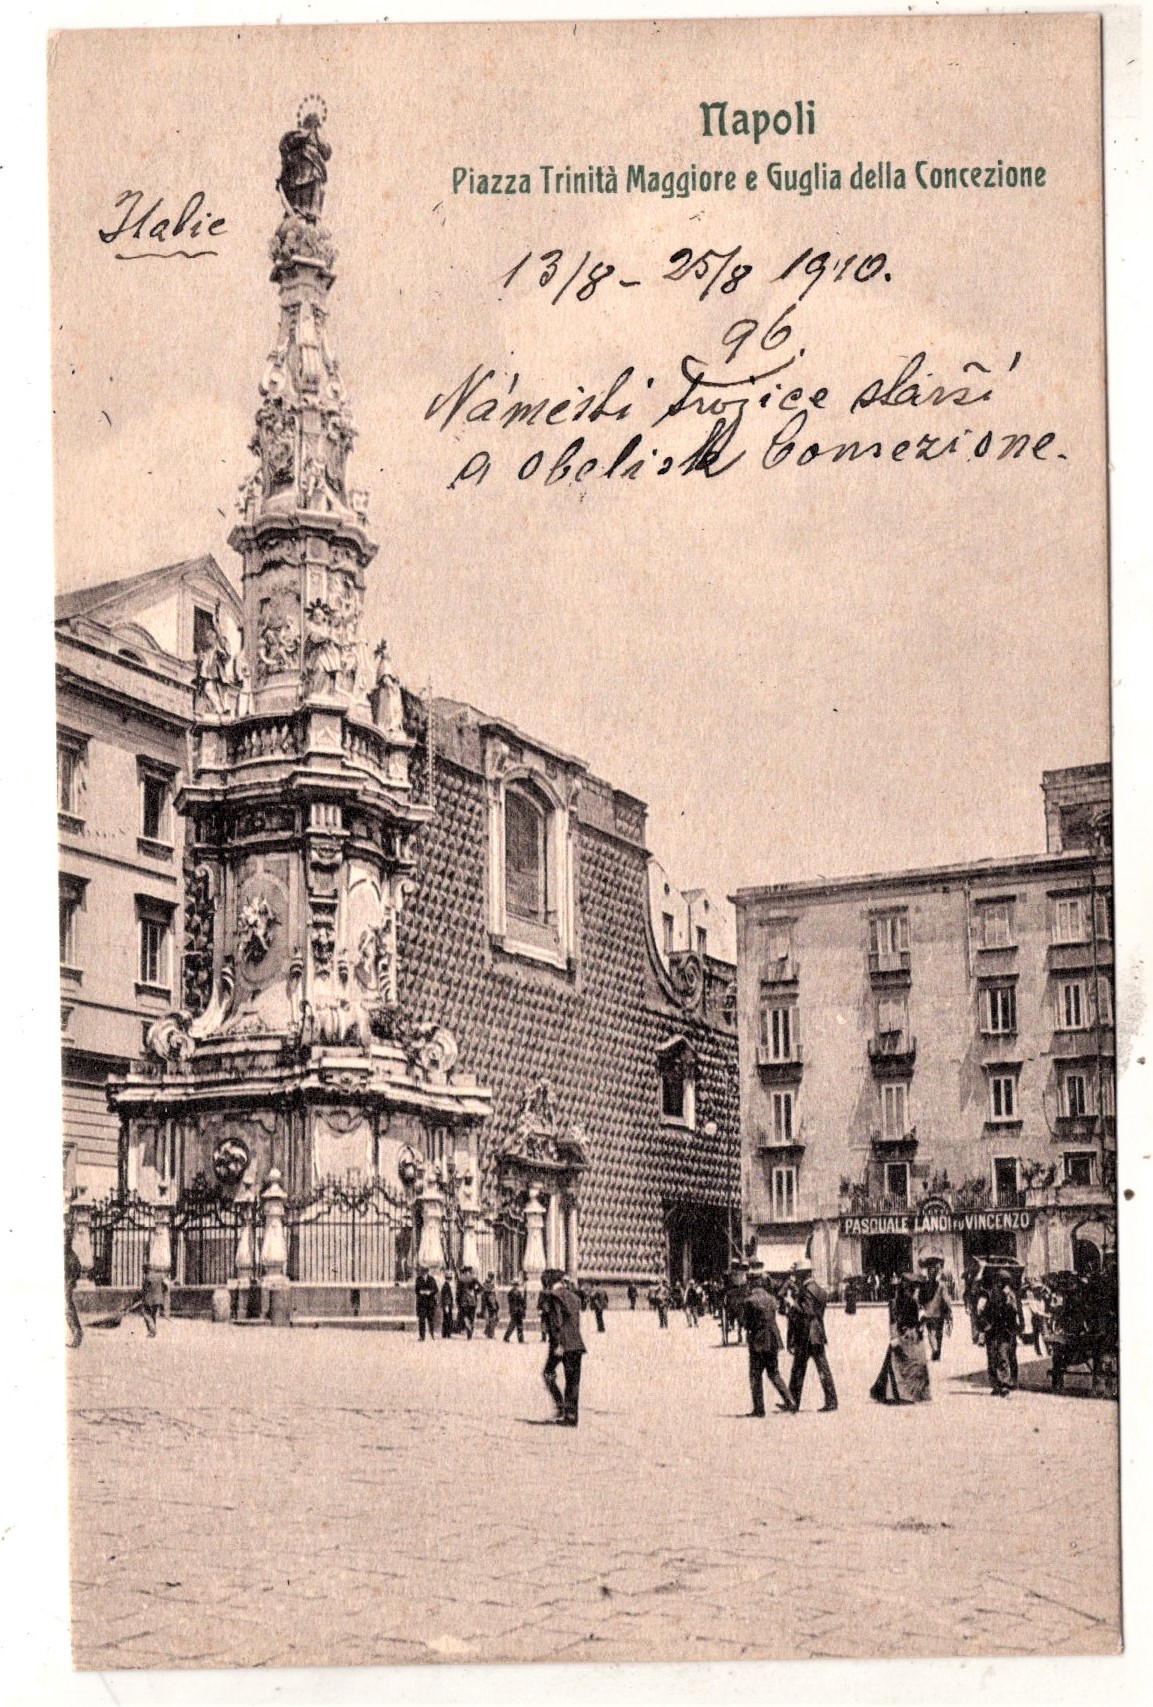 Napoli
Piazza Trinità Maggiore e Guglia della Concezione
Italie
13/8 - 25/8 1910.
96.
Náměstí Trojice starší
a obelisk Concezione.
PASQUALE LANDI FU VINCENZO